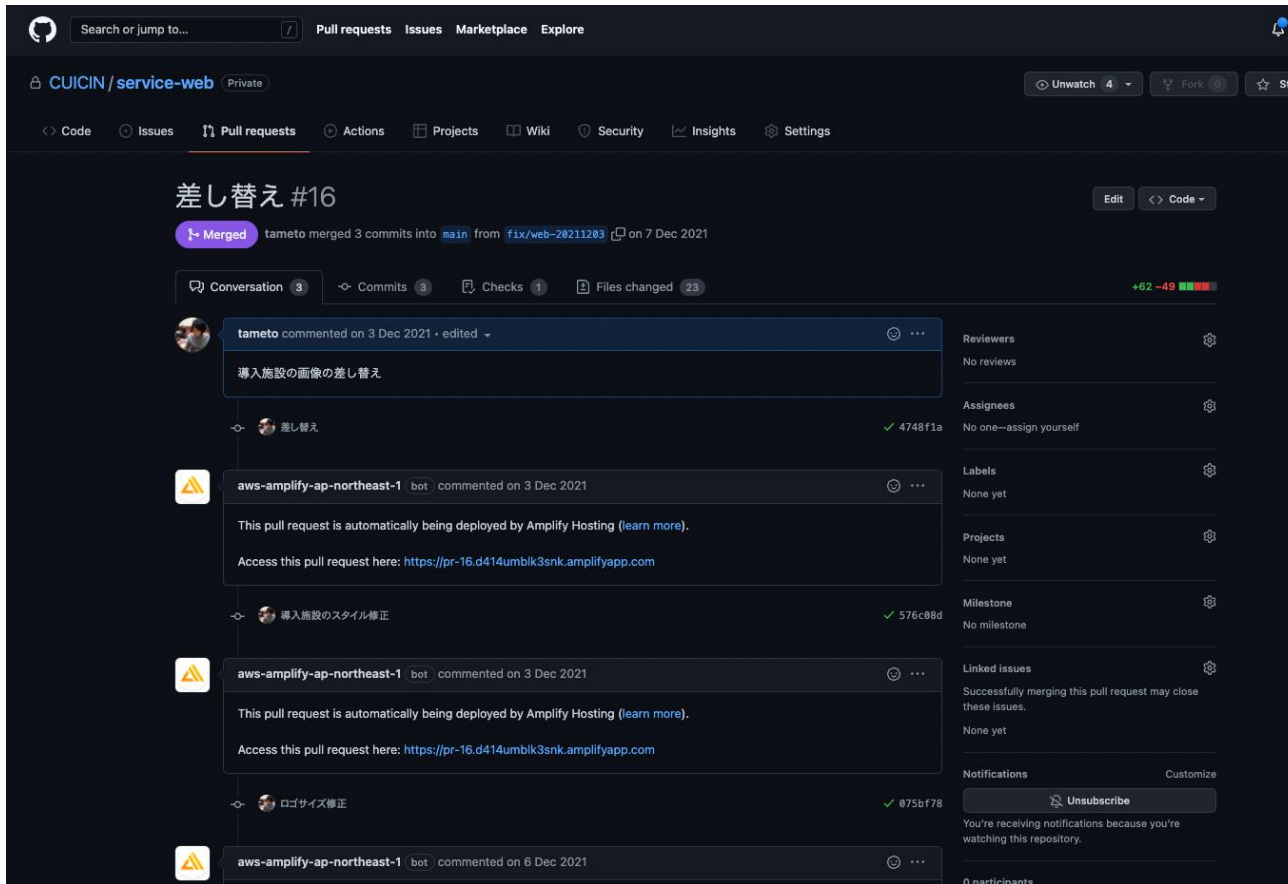 Search or jump to... / Pull requests Issues Marketplace Explore
CUICIN / service-web Private
Unwatch 4 Fork 0
Code Issues Pull requests Actions Projects Wiki Security Insights Settings
差し替え #16
Edit Code
Merged tameto merged 3 commits into main from fix/web-20211203 on 7 Dec 2021
Conversation 3 Commits 3 Checks 1 Files changed 23
+62 −49
tameto commented on 3 Dec 2021 • edited
導入施設の画像の差し替え
差し替え 4748f1a
aws-amplify-ap-northeast-1 bot commented on 3 Dec 2021
This pull request is automatically being deployed by Amplify Hosting (learn more).
Access this pull request here: https://pr-16.d414umblk3snk.amplifyapp.com
導入施設のスタイル修正 576c08d
aws-amplify-ap-northeast-1 bot commented on 3 Dec 2021
This pull request is automatically being deployed by Amplify Hosting (learn more).
Access this pull request here: https://pr-16.d414umblk3snk.amplifyapp.com
ロゴサイズ修正 075bf78
aws-amplify-ap-northeast-1 bot commented on 6 Dec 2021
Reviewers
No reviews
Assignees
No one—assign yourself
Labels
None yet
Projects
None yet
Milestone
No milestone
Linked issues
Successfully merging this pull request may close
these issues.
None yet
Notifications Customize
Unsubscribe
You're receiving notifications because you're
watching this repository.
0 participants